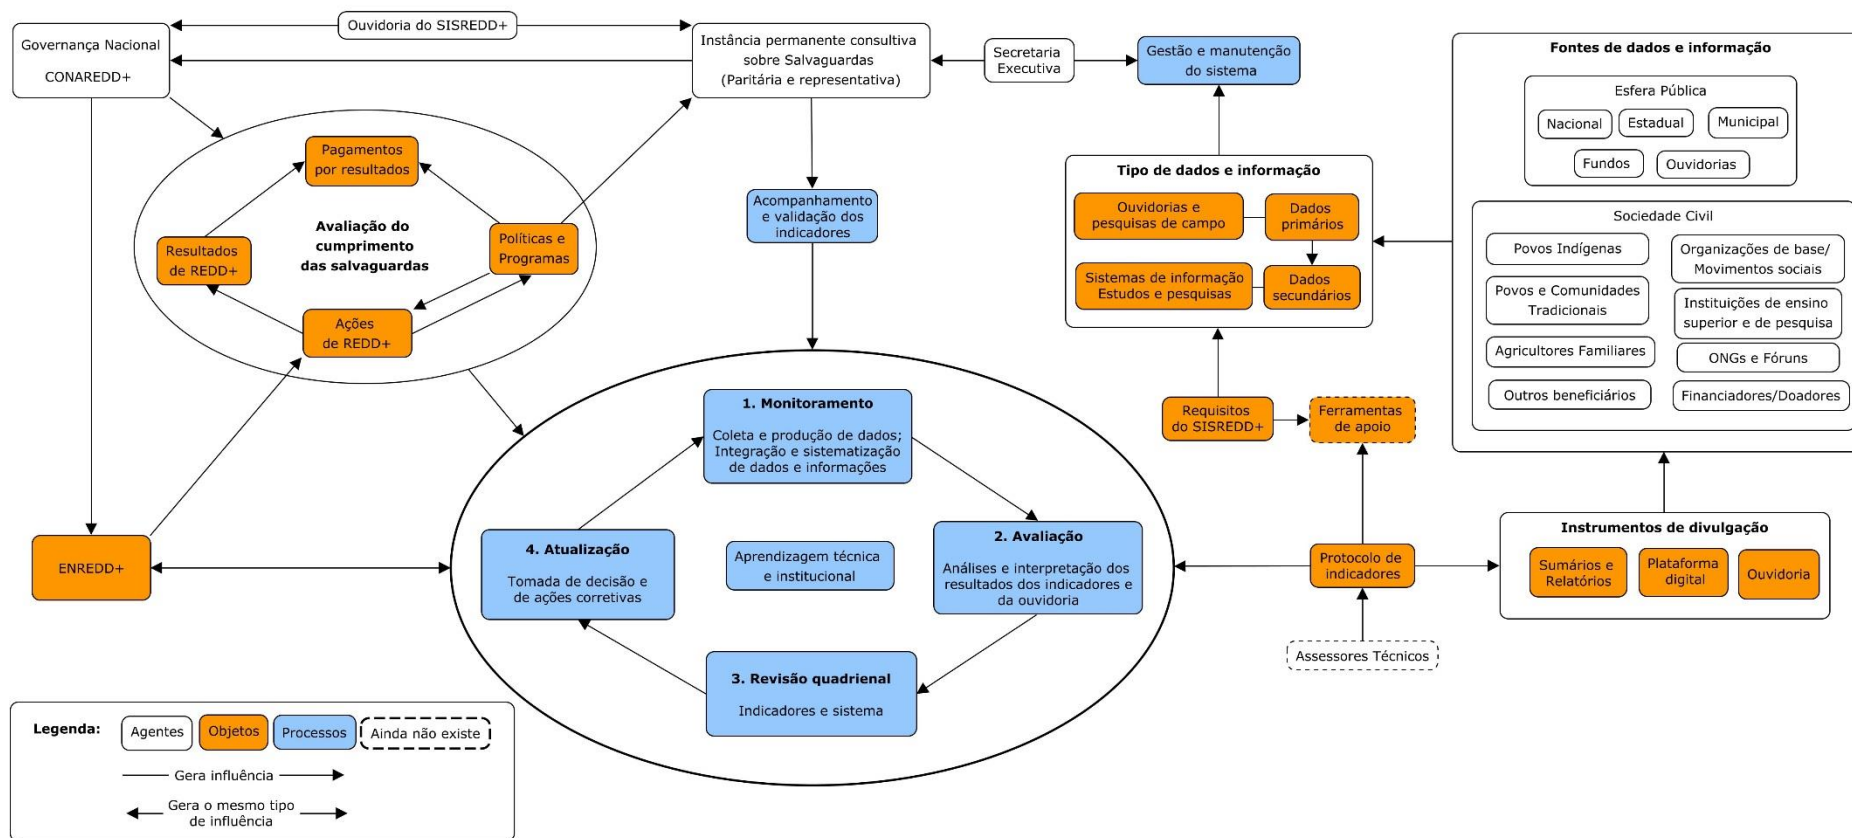 Governança Nacional
CONAREDD+
Ouvidoria do SISREDD+
Instância permanente consultiva
sobre Salvaguardas
(Paritária e representativa)
Secretaria
Executiva
Gestão e manutenção
do sistema
Fontes de dados e informação
Esfera Pública
Nacional
Estadual
Municipal
Fundos
Ouvidorias
Sociedade Civil
Povos Indígenas
Povos e Comunidades
Tradicionais
Agricultores Familiares
Outros beneficiários
Organizações de base/
Movimentos sociais
Instituições de ensino
superior e de pesquisa
ONGs e Fóruns
Financiadores/Doadores
Pagamentos
por resultados
Avaliação do
cumprimento
das salvaguardas
Resultados
de REDD+
Políticas e
Programas
Ações
de REDD+
Acompanhamento
e validação dos
indicadores
Tipo de dados e informação
Ouvidorias e
pesquisas de campo
Dados
primários
Sistemas de informação
Estudos e pesquisas
Dados
secundários
Requisitos
do SISREDD+
Ferramentas
de apoio
1. Monitoramento
Coleta e produção de dados;
Integração e sistematização
de dados e informações
2. Avaliação
Análises e interpretação dos
resultados dos indicadores e
da ouvidoria
3. Revisão quadrienal
Indicadores e sistema
4. Atualização
Tomada de decisão e
de ações corretivas
Aprendizagem técnica
e institucional
ENREDD+
Protocolo de
indicadores
Assessores Técnicos
Instrumentos de divulgação
Sumários e
Relatórios
Plataforma
digital
Ouvidoria
Legenda:
Agentes
Objetos
Processos
Ainda não existe
Gera influência
Gera o mesmo tipo
de influência